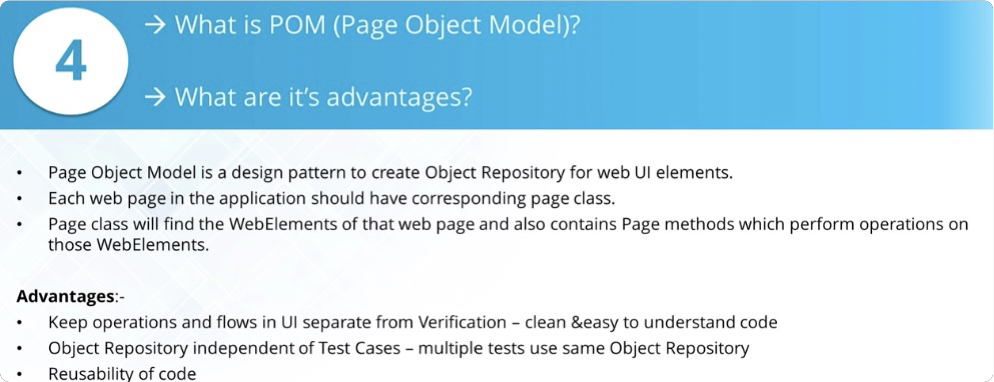 4
→ What is POM (Page Object Model)?
→ What are it's advantages?
• Page Object Model is a design pattern to create Object Repository for web UI elements.
• Each web page in the application should have corresponding page class.
• Page class will find the WebElements of that web page and also contains Page methods which perform operations on
those WebElements.
Advantages:-
• Keep operations and flows in UI separate from Verification – clean &easy to understand code
• Object Repository independent of Test Cases – multiple tests use same Object Repository
• Reusability of code